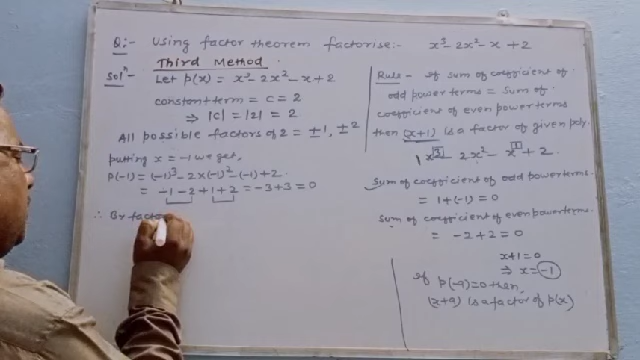 Q:- Using factor theorem factorise:- x³-2x²-x+2
Third Method
Solⁿ Let p(x) = x³-2x²-x+2
constant term = c = 2
⇒ |c| = |2| = 2
All possible factors of 2 = ±1, ±2
putting x = -1 we get,
p(-1) = (-1)³-2×(-1)²-(-1)+2
= -1-2+1+2 = -3+3 = 0
∴ By facto
Rule- If sum of coefficient of
odd power terms = sum of
coefficient of even power terms
then (x+1) is a factor of given poly.
1x³-2x²-x¹+2
Sum of coefficient of odd power terms
= 1+(-1) = 0
Sum of coefficient of even power terms
= -2+2 = 0
x+1=0
⇒ x=-1
If p(-a)=0 then,
(x+a) is a factor of p(x)